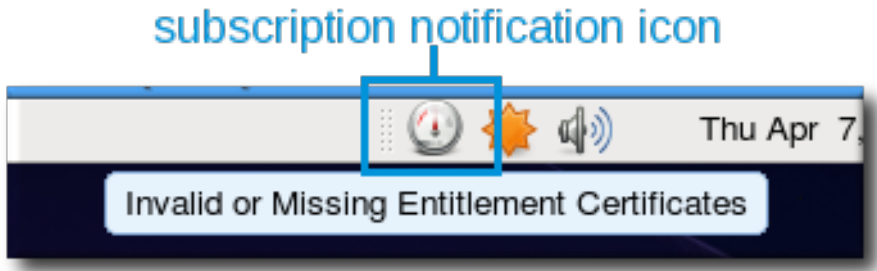 subscription notification icon
Thu Apr 7,
Invalid or Missing Entitlement Certificates